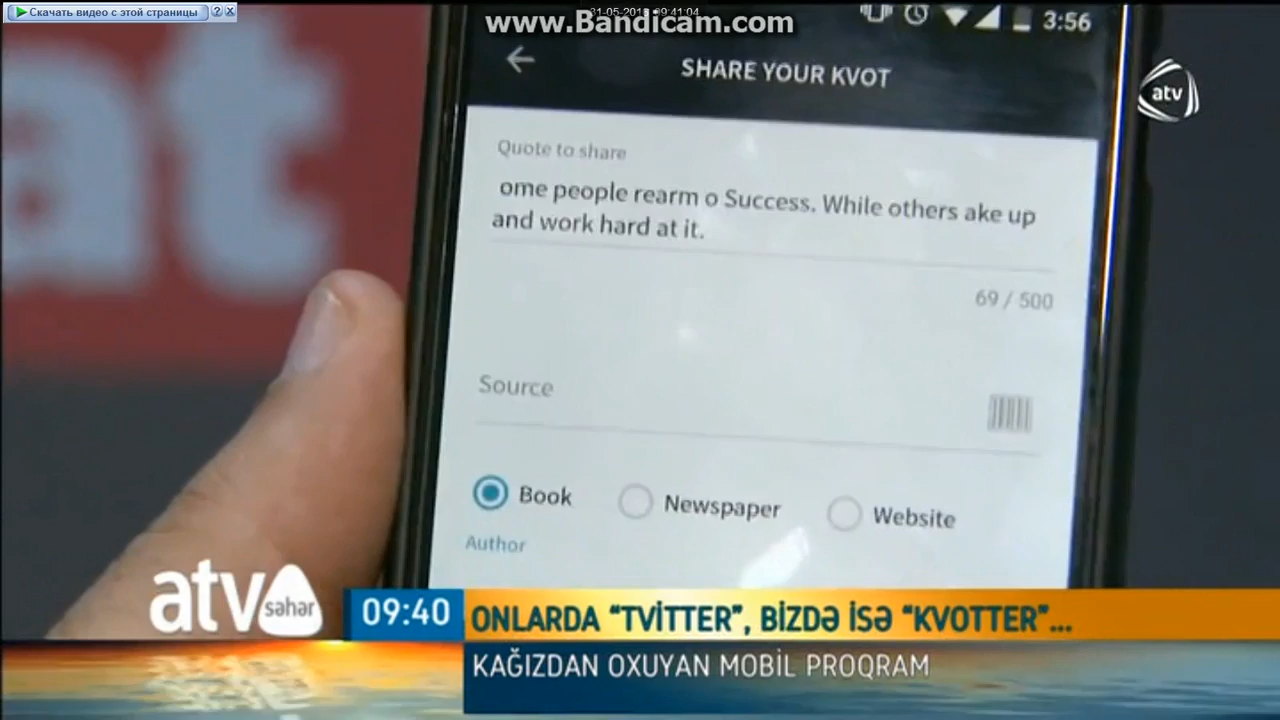 Скачать видео с этой страницы ? X
www.Bandicam.com
3:56
SHARE YOUR KVOT
atv
at
Quote to share
ome people rearm o Success. While others ake up
and work hard at it.
69 / 500
Source
Book Newspaper Website
Author
atv səhər
09:40
ONLARDA “TVİTTER”, BİZDƏ İSƏ “KVOTTER”...
KAĞIZDAN OXUYAN MOBİL PROQRAM